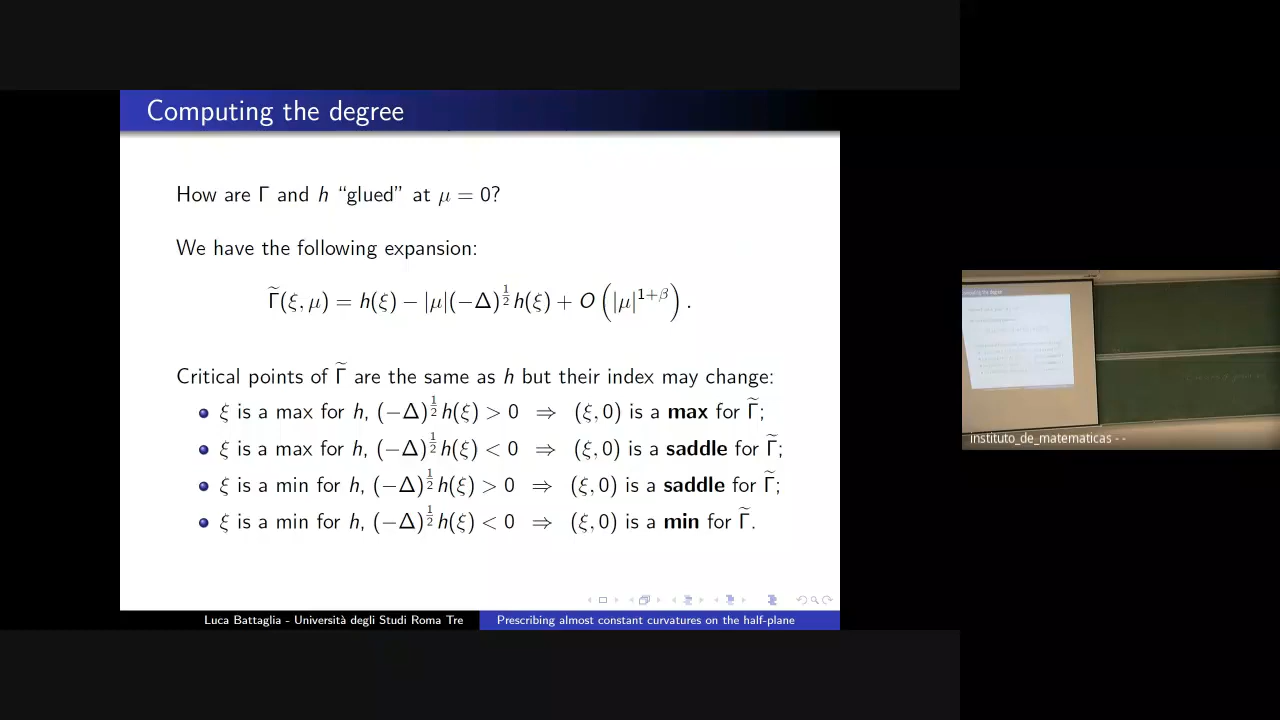 Computing the degree
How are Γ and h “glued” at μ = 0?
We have the following expansion:
Γ̃(ξ, μ) = h(ξ) − |μ|(−Δ)^{1/2} h(ξ) + O(|μ|^{1+β}).
Critical points of Γ̃ are the same as h but their index may change:
ξ is a max for h, (−Δ)^{1/2} h(ξ) > 0 ⇒ (ξ, 0) is a max for Γ̃;
ξ is a max for h, (−Δ)^{1/2} h(ξ) < 0 ⇒ (ξ, 0) is a saddle for Γ̃;
ξ is a min for h, (−Δ)^{1/2} h(ξ) > 0 ⇒ (ξ, 0) is a saddle for Γ̃;
ξ is a min for h, (−Δ)^{1/2} h(ξ) < 0 ⇒ (ξ, 0) is a min for Γ̃.
Luca Battaglia - Università degli Studi Roma Tre
Prescribing almost constant curvatures on the half-plane
instituto_de_matematicas - -